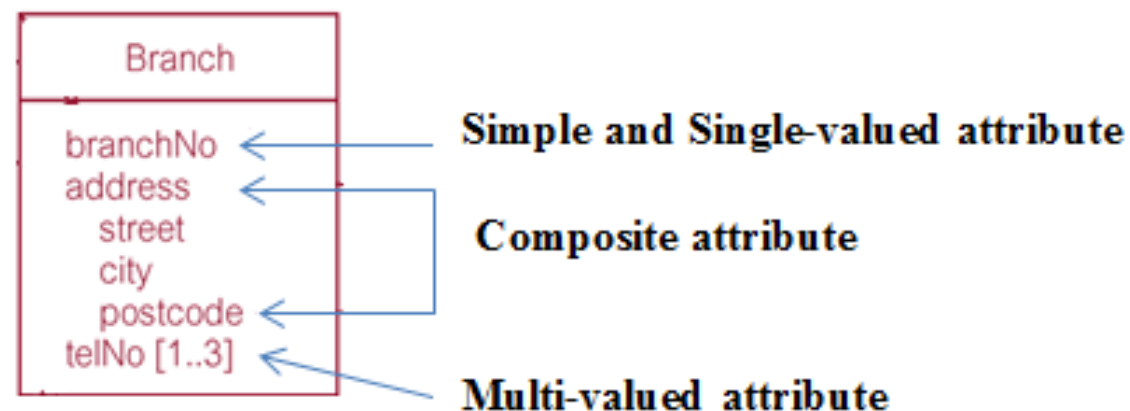 Branch
branchNo
Simple and Single-valued attribute
address
street
Composite attribute
city
postcode
telNo [1..3]
Multi-valued attribute